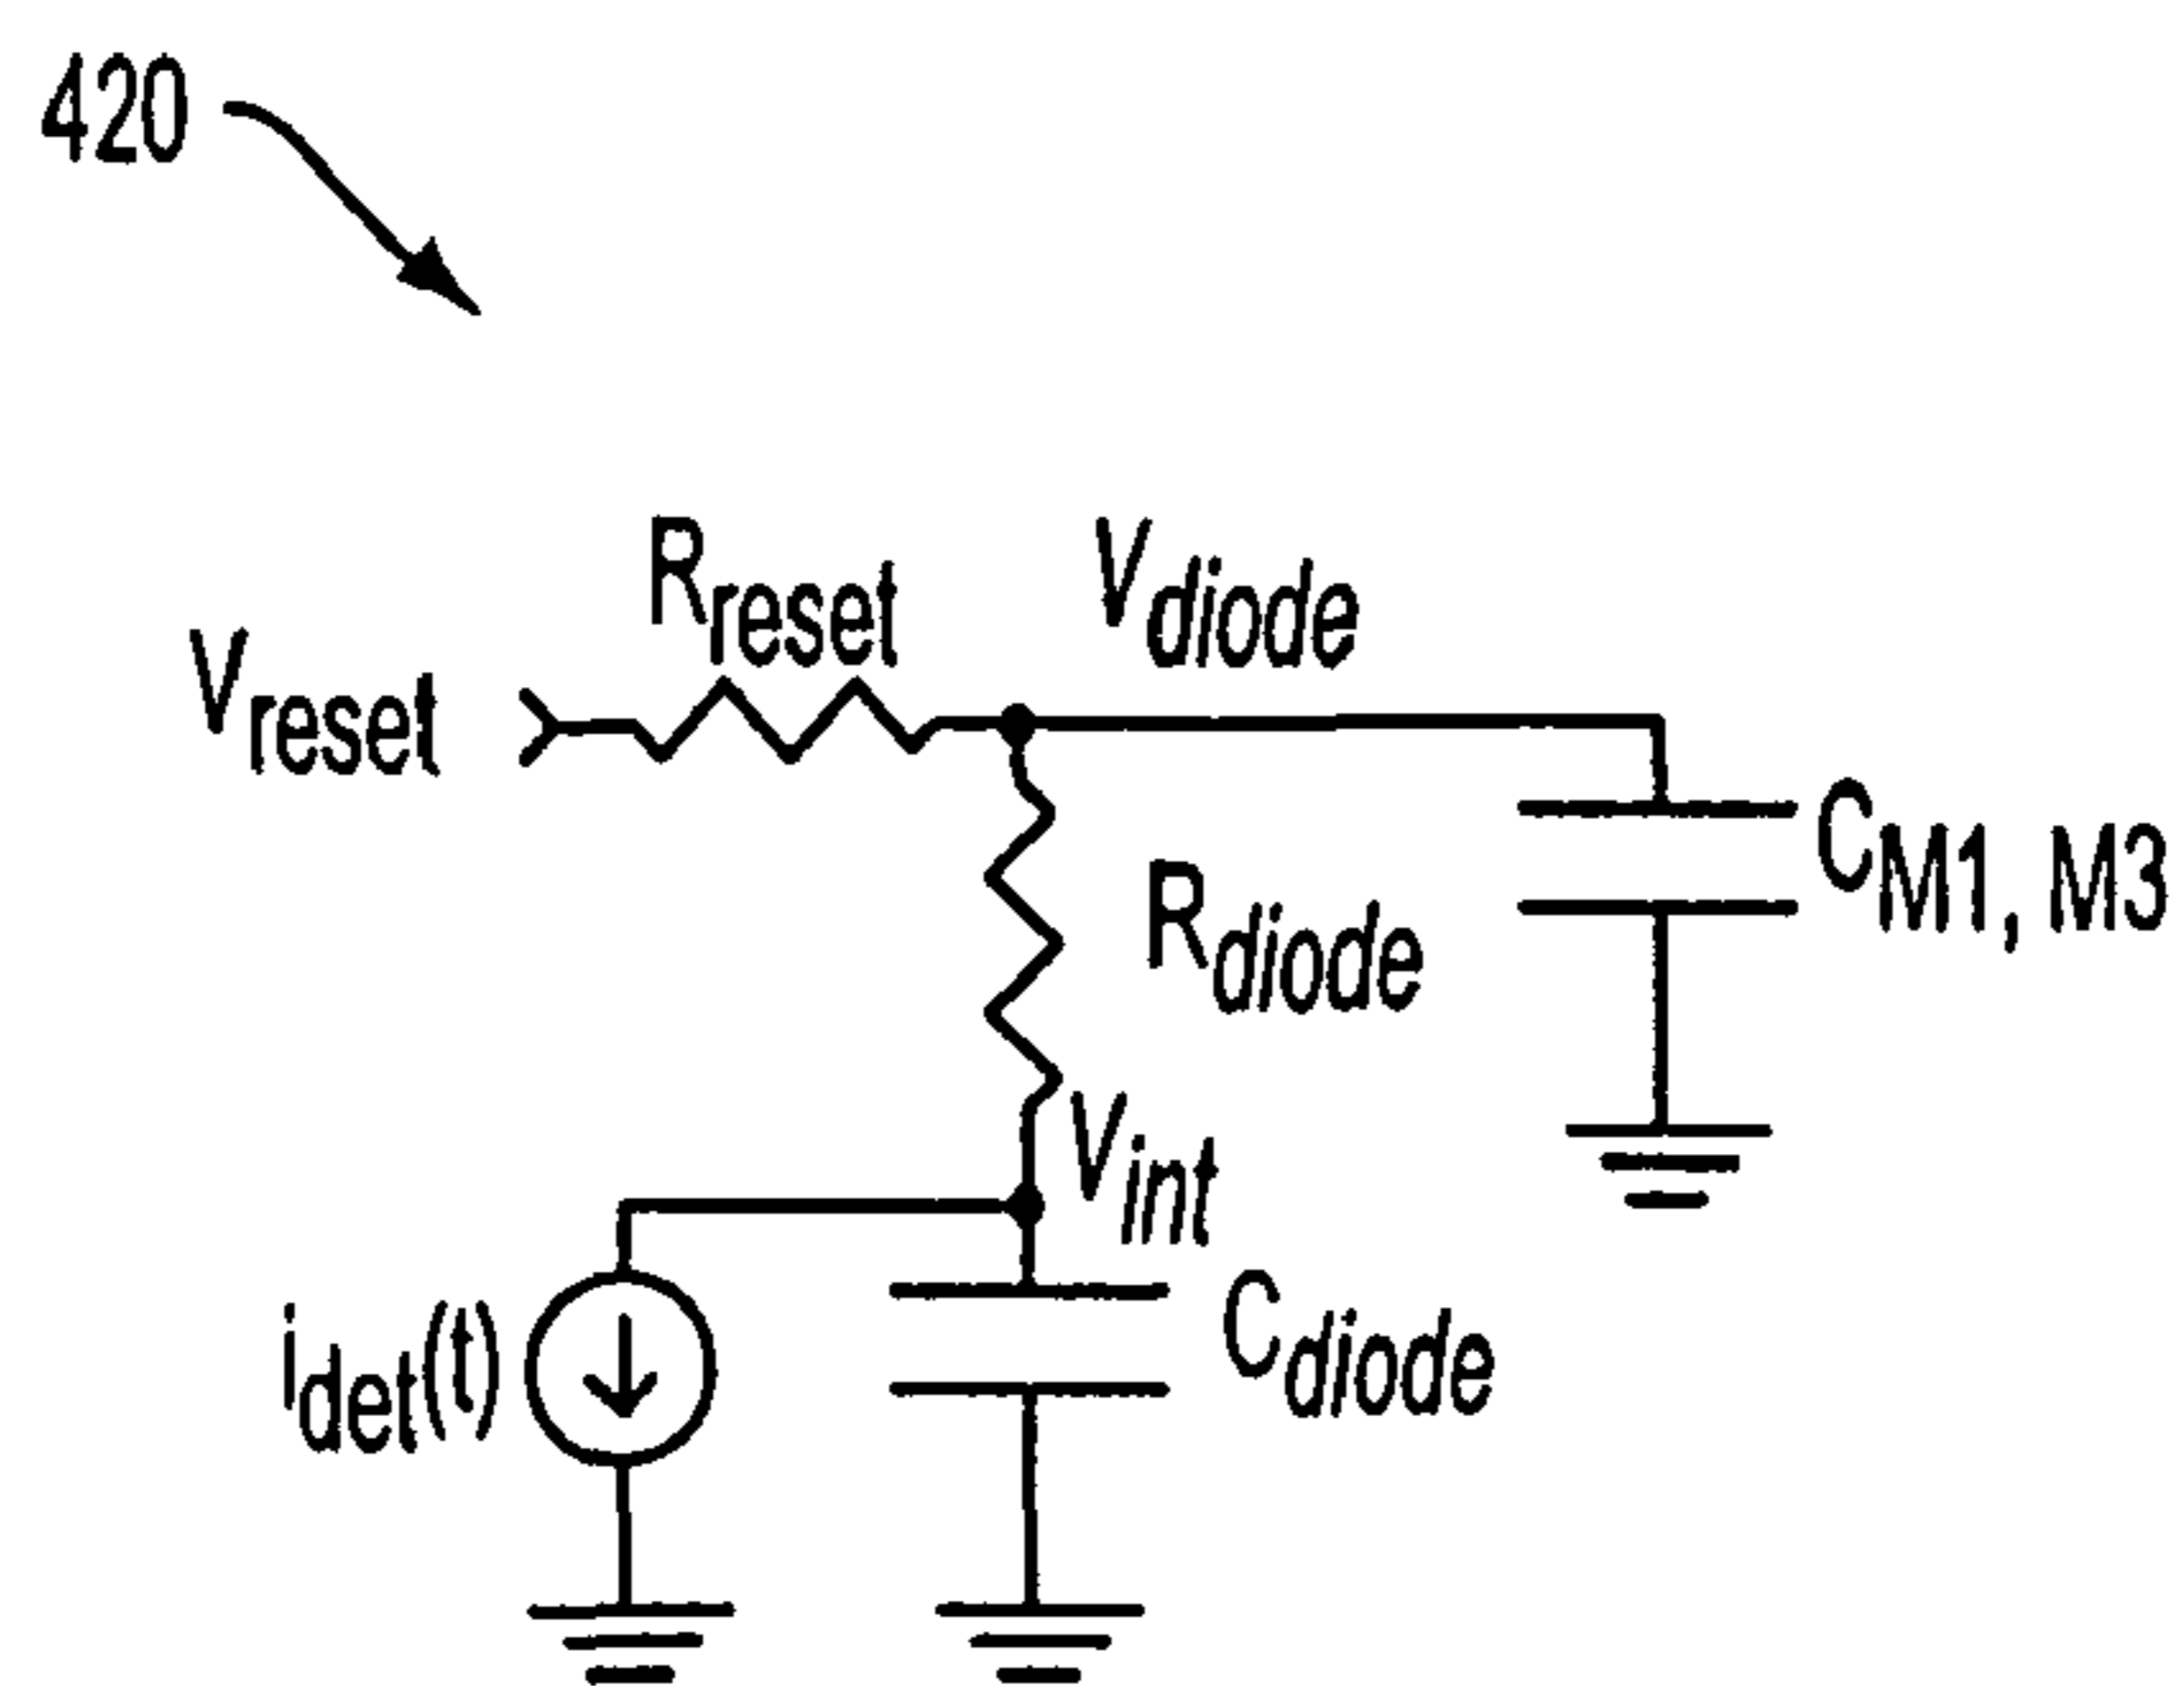 420
Rreset
Vdiode
Vreset
CM1, M3
Rdiode
Vint
Cdiode
idet(t)